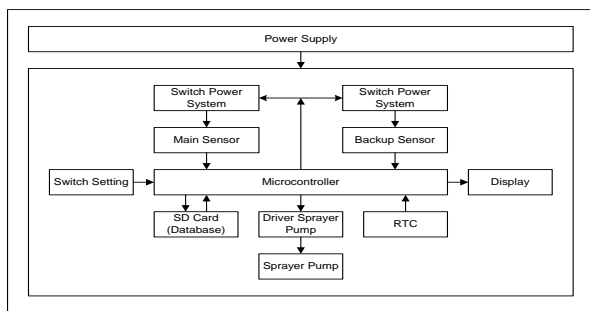 Power Supply
Switch Power
System
Switch Power
System
Main Sensor
Backup Sensor
Switch Setting
Microcontroller
Display
SD Card
(Database)
Driver Sprayer
Pump
RTC
Sprayer Pump